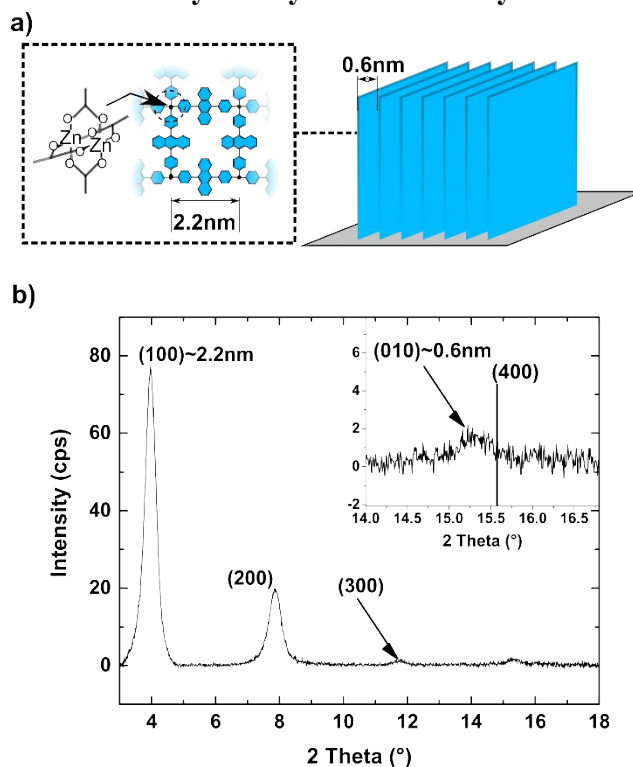 a)
0.6nm
Zn
Zn
2.2nm
b)
(100)~2.2nm
(010)~0.6nm
(400)
(200)
(300)
Intensity (cps)
80
60
40
20
0
4 6 8 10 12 14 16 18
2 Theta (°)
6
4
2
0
-2
14.0 14.5 15.0 15.5 16.0 16.5
2 Theta (°)